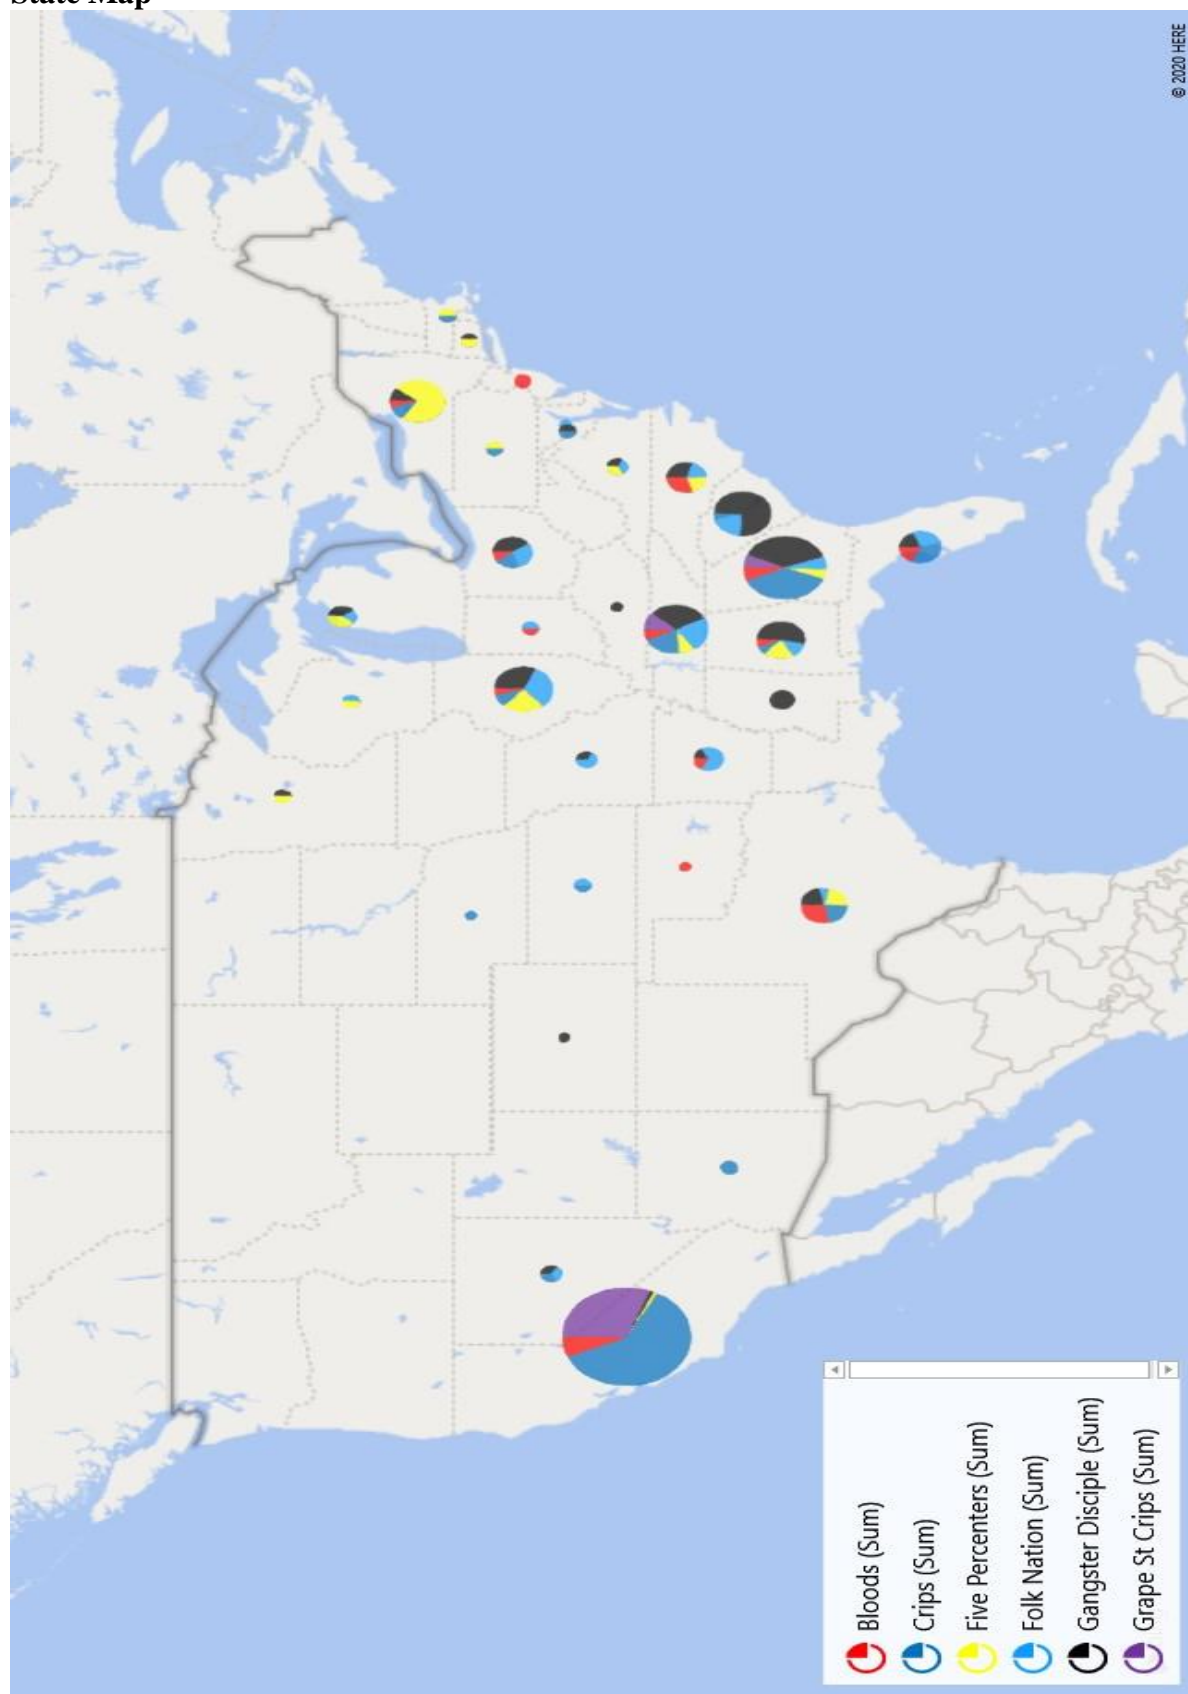 State Map
© 2020 HERE
Bloods (Sum)
Crips (Sum)
Five Percenters (Sum)
Folk Nation (Sum)
Gangster Disciple (Sum)
Grape St Crips (Sum)